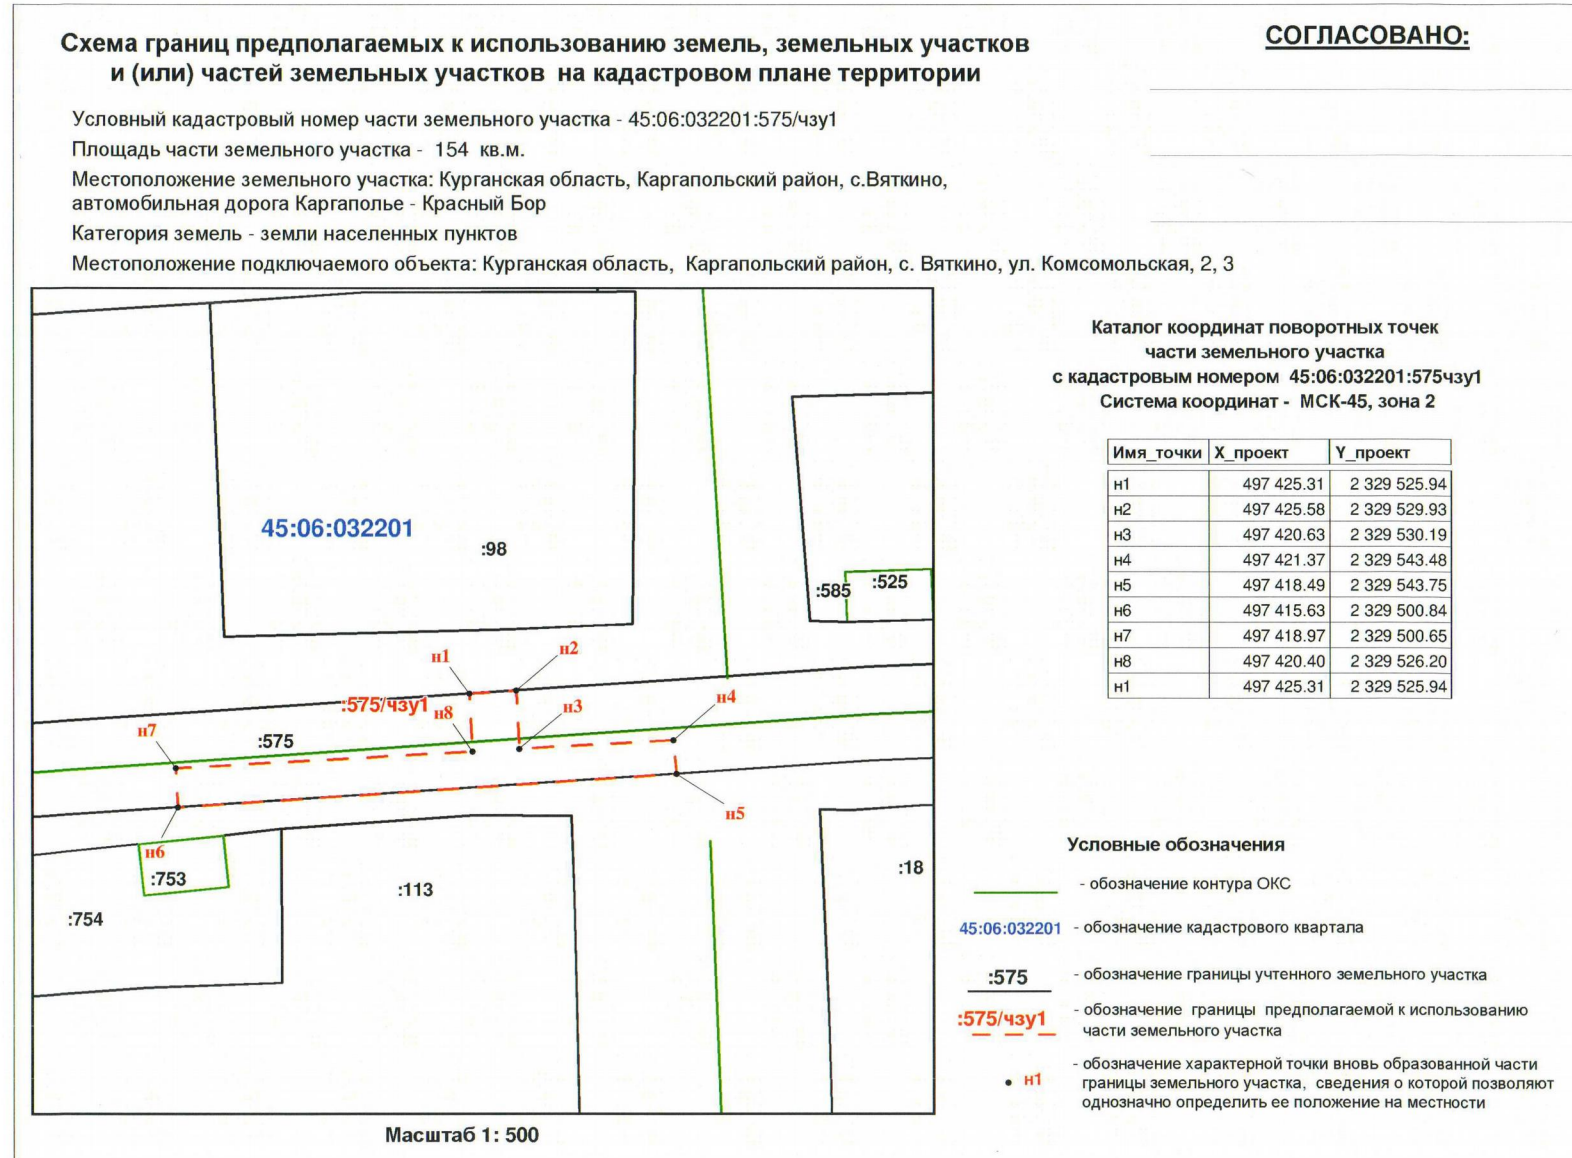 Схема границ предполагаемых к использованию земель, земельных участков
и (или) частей земельных участков на кадастровом плане территории
СОГЛАСОВАНО:
Условный кадастровый номер части земельного участка - 45:06:032201:575/чзу1
Площадь части земельного участка - 154 кв.м.
Местоположение земельного участка: Курганская область, Каргапольский район, с.Вяткино,
автомобильная дорога Каргаполье - Красный Бор
Категория земель - земли населенных пунктов
Местоположение подключаемого объекта: Курганская область, Каргапольский район, с. Вяткино, ул. Комсомольская, 2, 3
45:06:032201
:98
:585
:525
н1
н2
:575/чзу1
н8
н3
н4
н7
:575
н5
н6
:753
:754
:113
:18
Масштаб 1: 500
Каталог координат поворотных точек
части земельного участка
с кадастровым номером 45:06:032201:575чзу1
Система координат - МСК-45, зона 2
Имя_точки X_проект Y_проект
н1 497 425.31 2 329 525.94
н2 497 425.58 2 329 529.93
н3 497 420.63 2 329 530.19
н4 497 421.37 2 329 543.48
н5 497 418.49 2 329 543.75
н6 497 415.63 2 329 500.84
н7 497 418.97 2 329 500.65
н8 497 420.40 2 329 526.20
н1 497 425.31 2 329 525.94
Условные обозначения
- обозначение контура ОКС
45:06:032201 - обозначение кадастрового квартала
:575 - обозначение границы учтенного земельного участка
:575/чзу1 - обозначение границы предполагаемой к использованию
части земельного участка
н1 - обозначение характерной точки вновь образованной части
границы земельного участка, сведения о которой позволяют
однозначно определить ее положение на местности